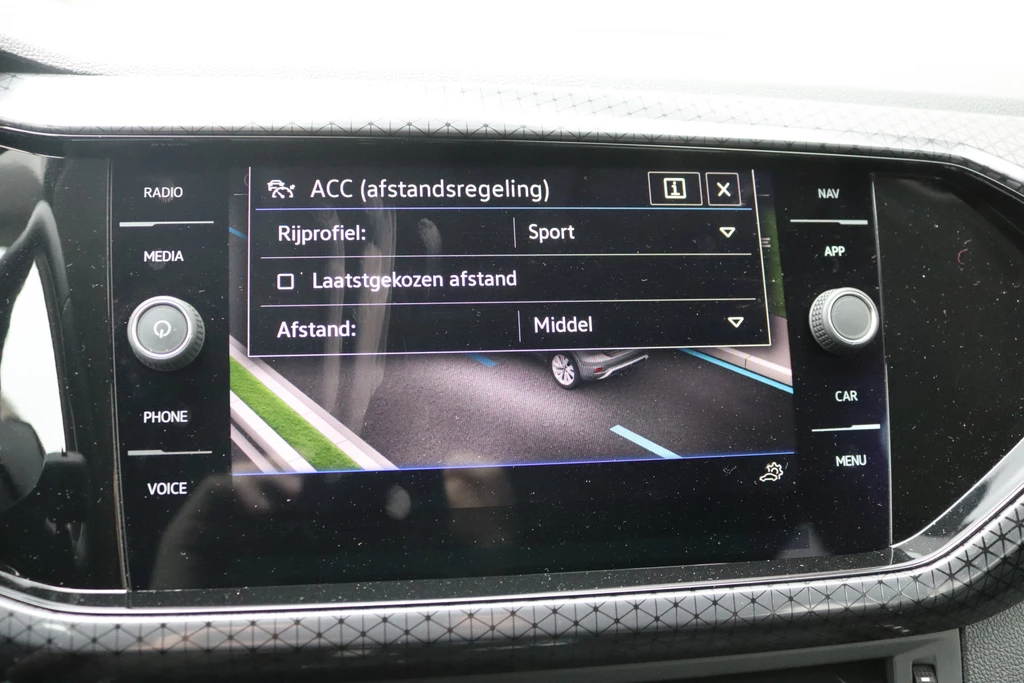 RADIO
MEDIA
PHONE
VOICE
ACC (afstandsregeling)
i
Rijprofiel: Sport
Laatstgekozen afstand
Afstand: Middel
NAV
APP
CAR
MENU